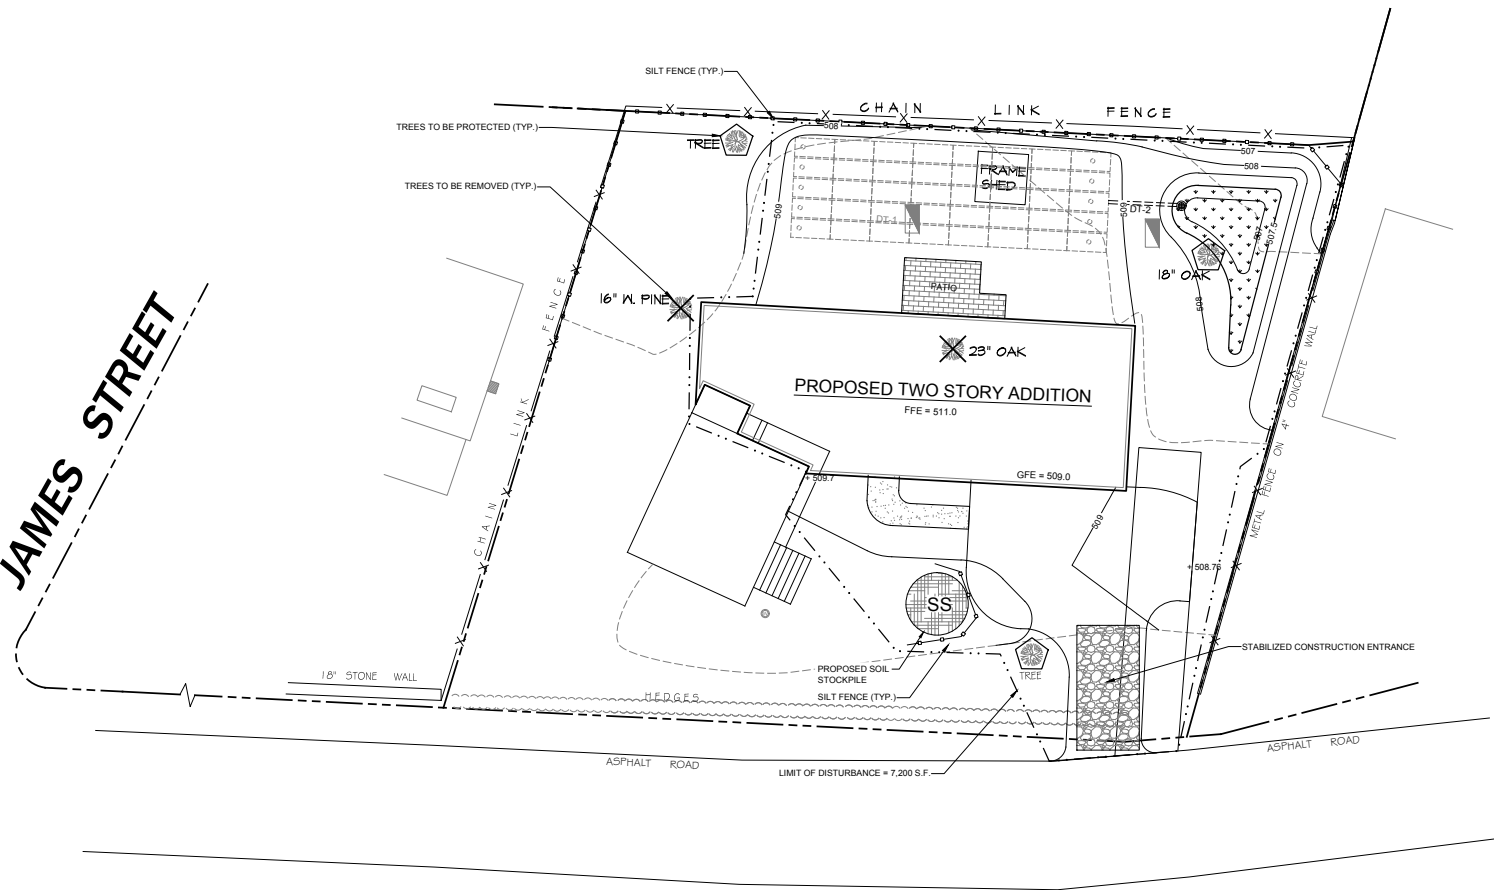 SILT FENCE (TYP.)
CHAIN LINK FENCE
TREES TO BE PROTECTED (TYP.)
508
TREE
507
508
FRAME
SHED
TREES TO BE REMOVED (TYP.)
509
DT-1
509
DT-2
507
507.5
18" OAK
508
PATIO
16" W. PINE
23" OAK
PROPOSED TWO STORY ADDITION
FFE = 511.0
GFE = 509.0
+ 509.7
JAMES STREET
CHAIN LINK FENCE
METAL FENCE ON 4" CONCRETE WALL
509
+ 508.76
SS
STABILIZED CONSTRUCTION ENTRANCE
PROPOSED SOIL
STOCKPILE
TREE
18" STONE WALL
HEDGES
SILT FENCE (TYP.)
ASPHALT ROAD
ASPHALT ROAD
LIMIT OF DISTURBANCE = 7,200 S.F.